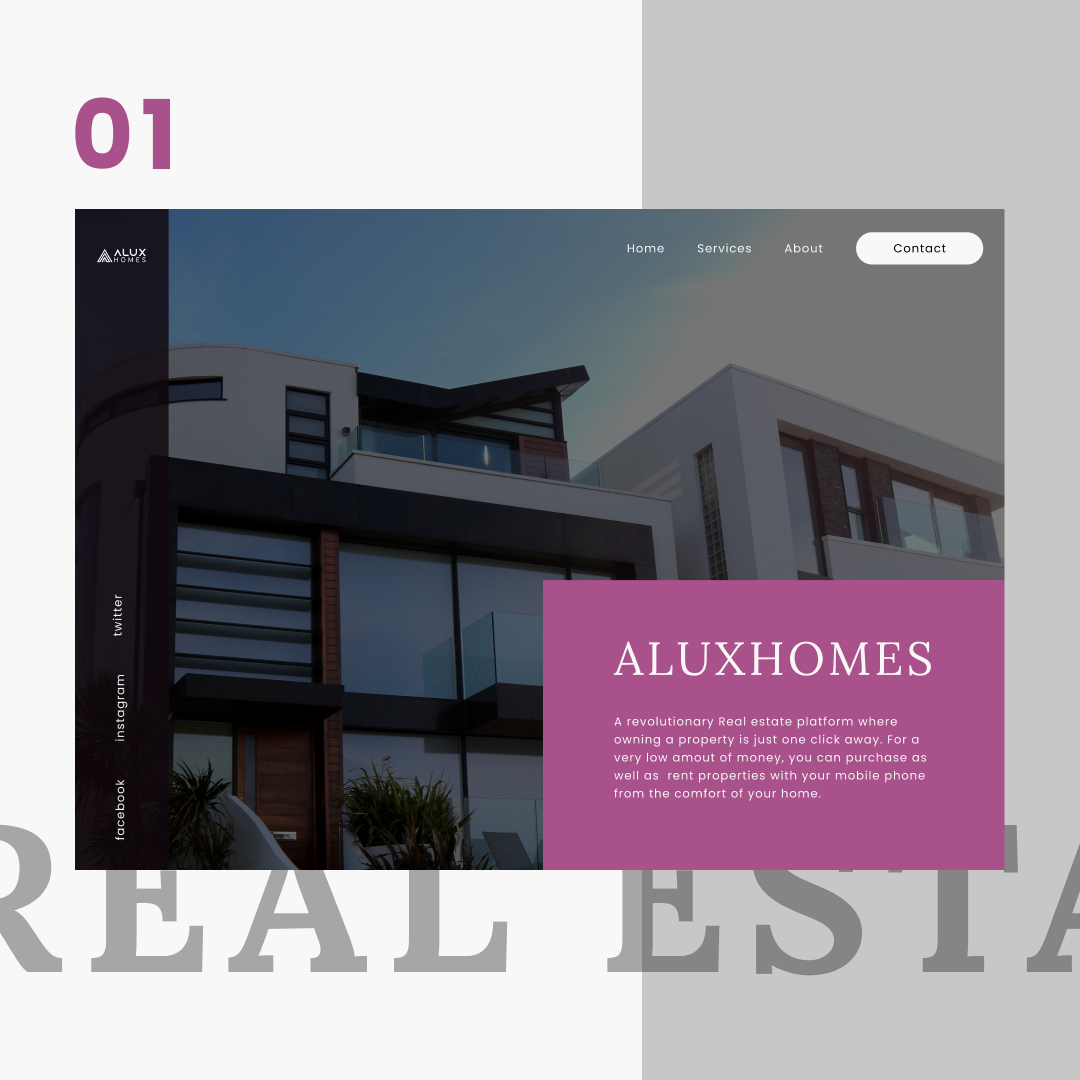 01
ALUX
HOMES
Home Services About Contact
twitter
instagram
facebook
ALUXHOMES
A revolutionary Real estate platform where
owning a property is just one click away. For a
very low amout of money, you can purchase as
well as  rent properties with your mobile phone
from the comfort of your home.
REAL ESTA